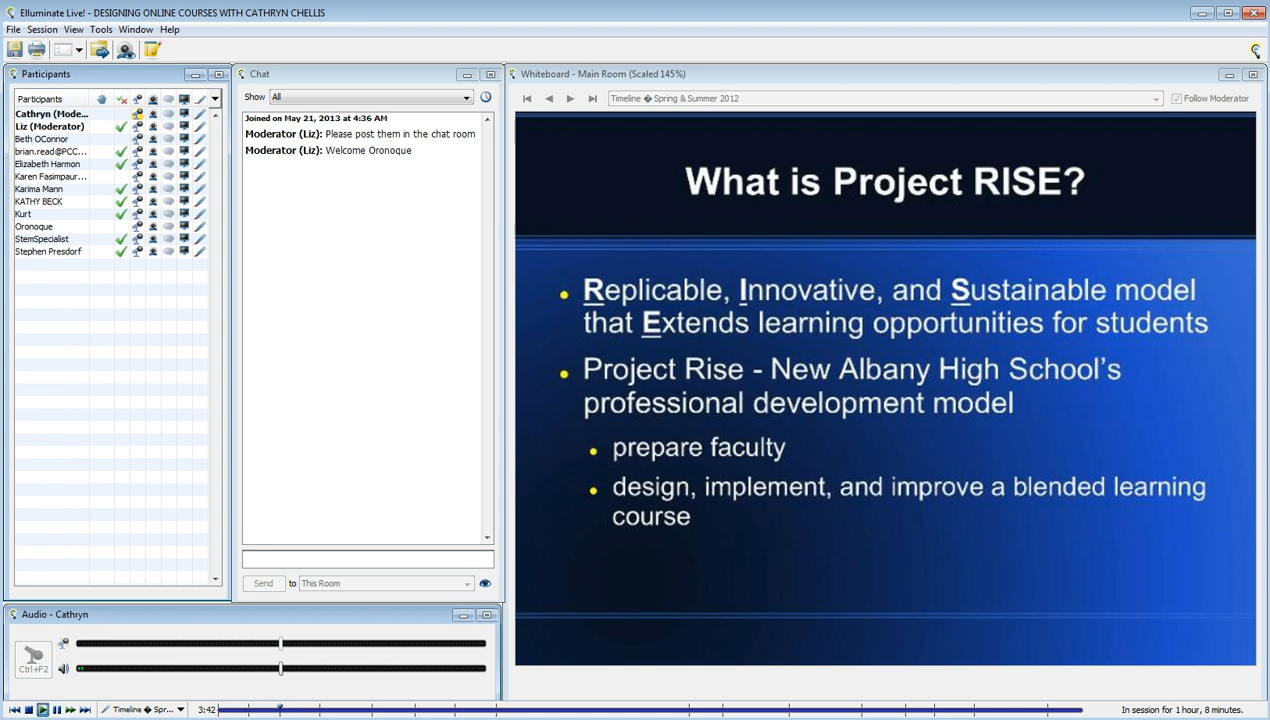 Elluminate Live! - DESIGNING ONLINE COURSES WITH CATHRYN CHELLIS
File Session View Tools Window Help
Participants
Participants
Cathryn (Mode...
Liz (Moderator)
Beth OConnor
brian.read@PCC...
Elizabeth Harmon
Karen Fasimpaur...
Karima Mann
KATHY BECK
Kurt
Oronoque
StemSpecialist
Stephen Presdorf
Chat
Show All
Joined on May 21, 2013 at 4:36 AM
Moderator (Liz): Please post them in the chat room
Moderator (Liz): Welcome Oronoque
Send to This Room
Whiteboard - Main Room (Scaled 145%)
Timeline � Spring & Summer 2012
Follow Moderator
What is Project RISE?
• Replicable, Innovative, and Sustainable model
that Extends learning opportunities for students
• Project Rise - New Albany High School’s
professional development model
• prepare faculty
• design, implement, and improve a blended learning
course
Audio - Cathryn
Ctrl+F2
Timeline � Spr...
3:42
In session for 1 hour, 8 minutes.